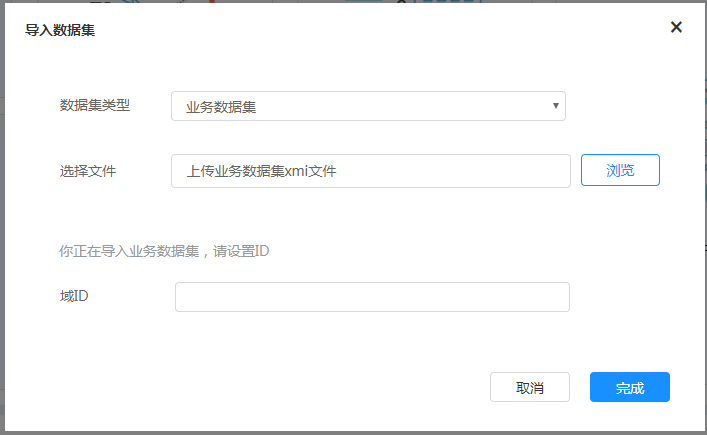 导入数据集
数据集类型 业务数据集
选择文件 上传业务数据集xmi文件 浏览
你正在导入业务数据集，请设置ID
域ID
取消 完成